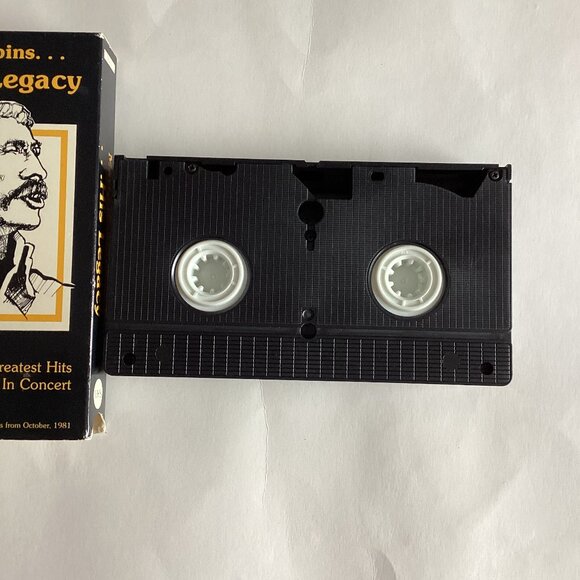 bins...
Legacy
reatest Hits
In Concert
s from October, 1981